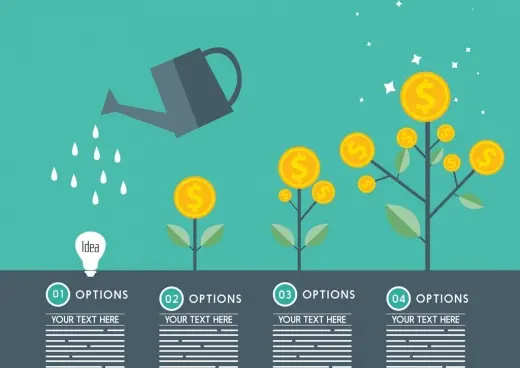 Idea
01 OPTIONS
YOUR TEXT HERE
02 OPTIONS
YOUR TEXT HERE
03 OPTIONS
YOUR TEXT HERE
04 OPTIONS
YOUR TEXT HERE
$
$
$
$
$
$
$
$
$
$
$